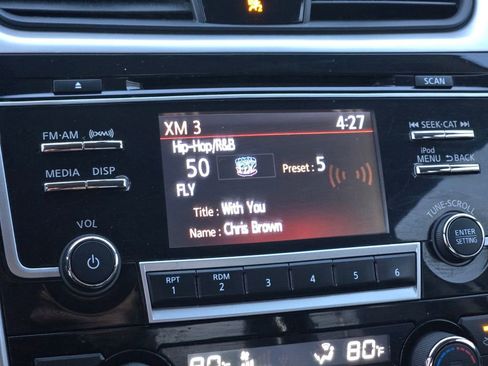 SCAN
FM·AM
XM 3
4:27
SEEK·CAT
Hip-Hop/R&B
50
Preset : 5
iPod
MENU
BACK
MEDIA
DISP
FLY
Title : With You
Name : Chris Brown
TUNE·SCROLL
VOL
ENTER
SETTING
RPT
1
RDM
2
3
4
5
6
80°F
80°F